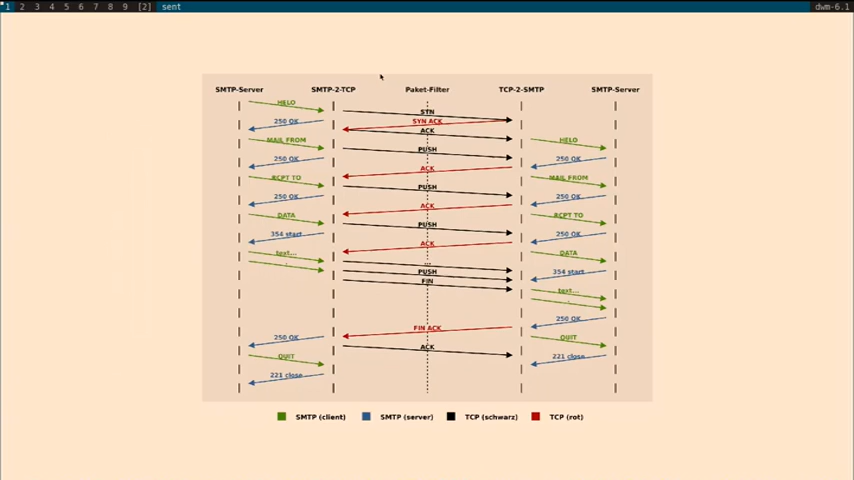 1 2 3 4 5 6 7 8 9 [2] sent dwm-6.1
SMTP-Server SMTP-2-TCP Paket-Filter TCP-2-SMTP SMTP-Server
HELO
SYN
250 OK SYN ACK
ACK
MAIL FROM HELO
PUSH
250 OK 250 OK
ACK
RCPT TO MAIL FROM
PUSH
250 OK 250 OK
ACK
DATA RCPT TO
PUSH
354 start 250 OK
ACK
text... DATA
. ...
PUSH 354 start
FIN
text...
.
250 OK
FIN ACK
250 OK QUIT
ACK
QUIT 221 close
221 close
SMTP (client) SMTP (server) TCP (schwarz) TCP (rot)